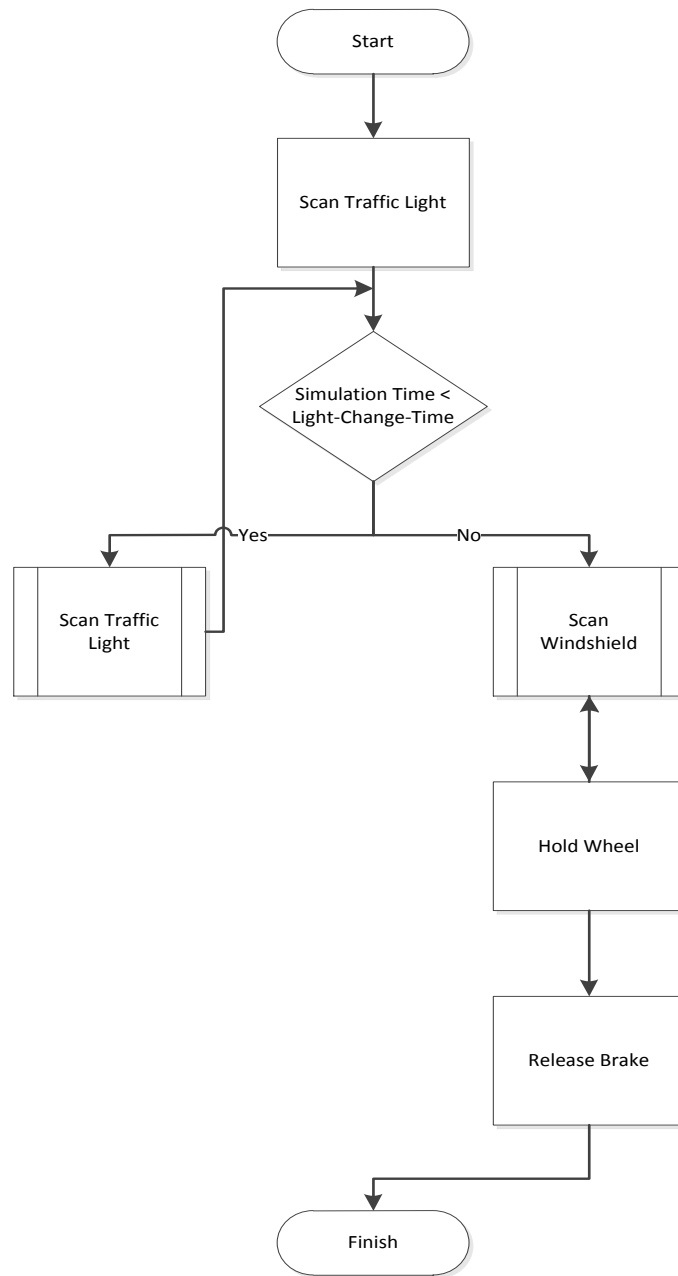 Start
Scan Traffic Light
Simulation Time <
Light-Change-Time
Yes
No
Scan Traffic
Light
Scan
Windshield
Hold Wheel
Release Brake
Finish